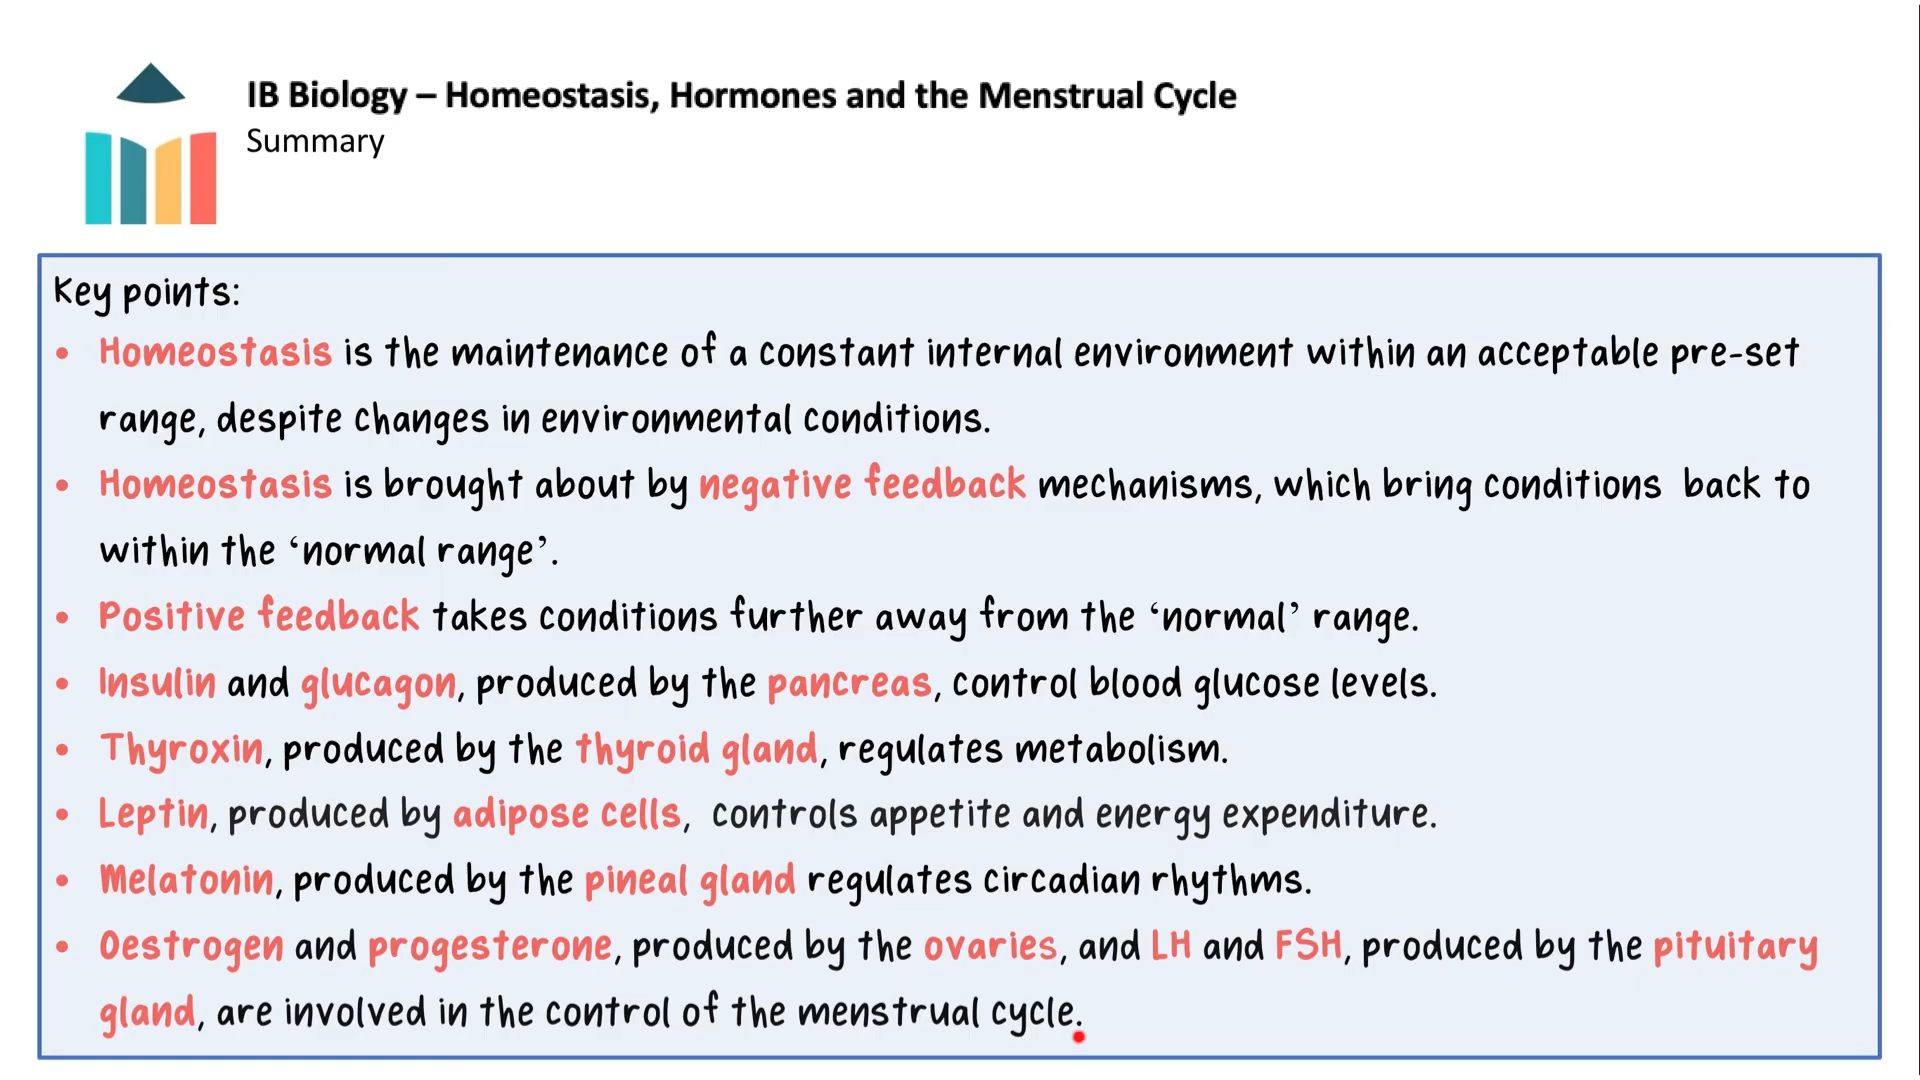 IB Biology – Homeostasis, Hormones and the Menstrual Cycle
Summary
Key points:
• Homeostasis is the maintenance of a constant internal environment within an acceptable pre-set
range, despite changes in environmental conditions.
• Homeostasis is brought about by negative feedback mechanisms, which bring conditions back to
within the ‘normal range’.
• Positive feedback takes conditions further away from the ‘normal’ range.
• Insulin and glucagon, produced by the pancreas, control blood glucose levels.
• Thyroxin, produced by the thyroid gland, regulates metabolism.
• Leptin, produced by adipose cells, controls appetite and energy expenditure.
• Melatonin, produced by the pineal gland regulates circadian rhythms.
• Oestrogen and progesterone, produced by the ovaries, and LH and FSH, produced by the pituitary
gland, are involved in the control of the menstrual cycle.